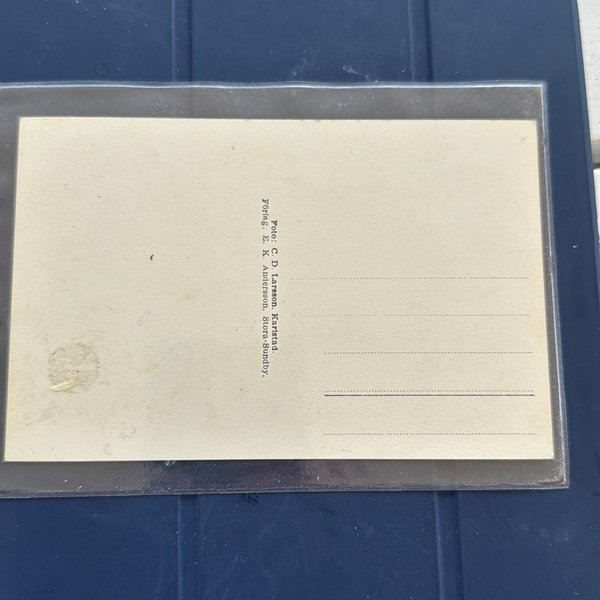 Foto: C. D. Larsson, Karlstad
Förlag: E. K. Andersson, Stora-Sundby.